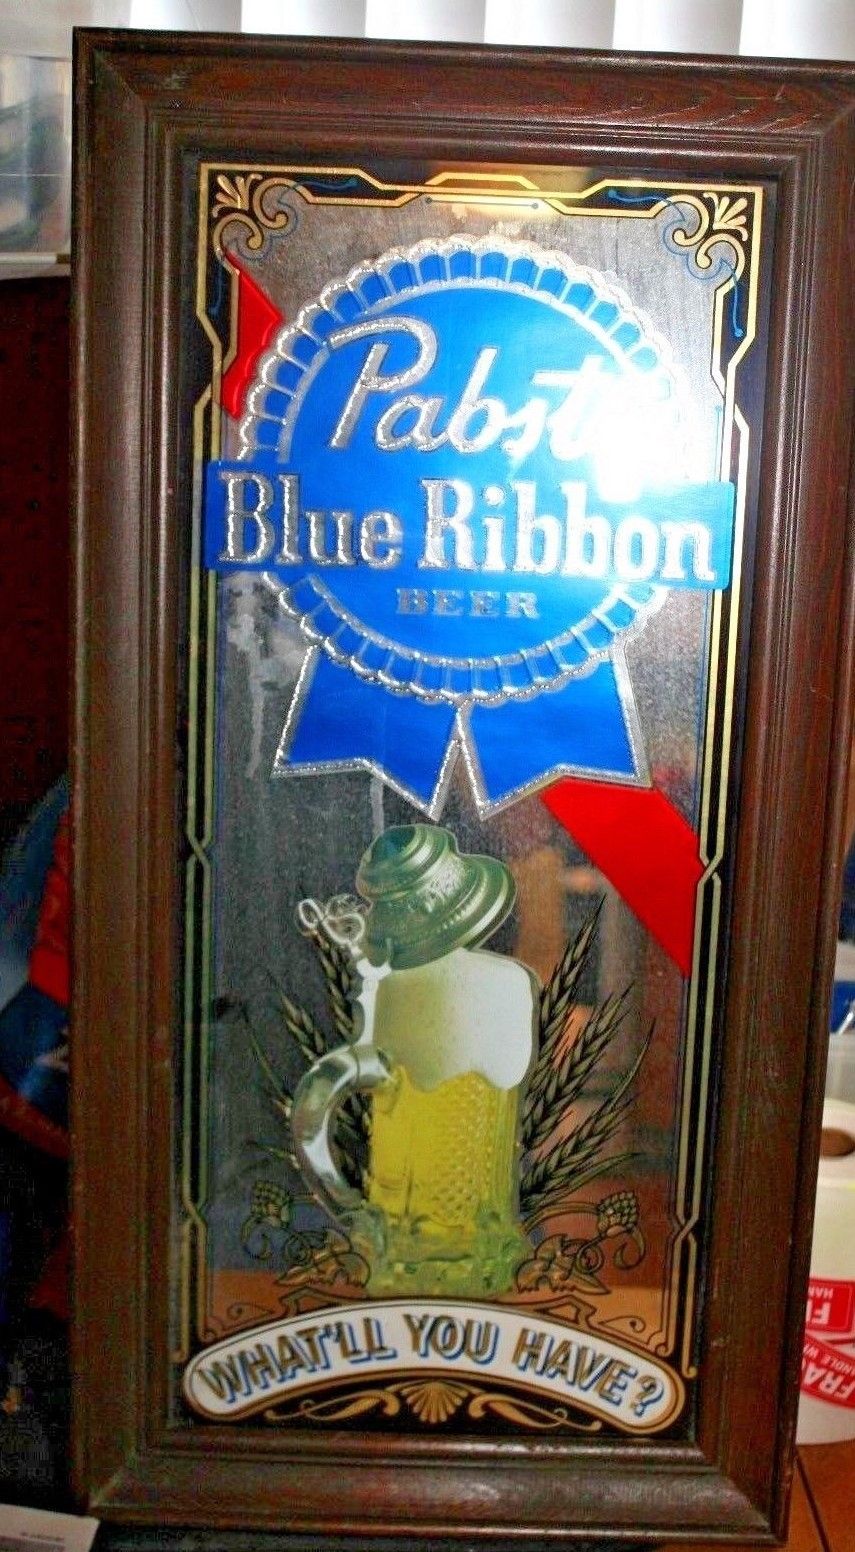 Pabst
Blue Ribbon
BEER
WHAT'LL YOU HAVE?